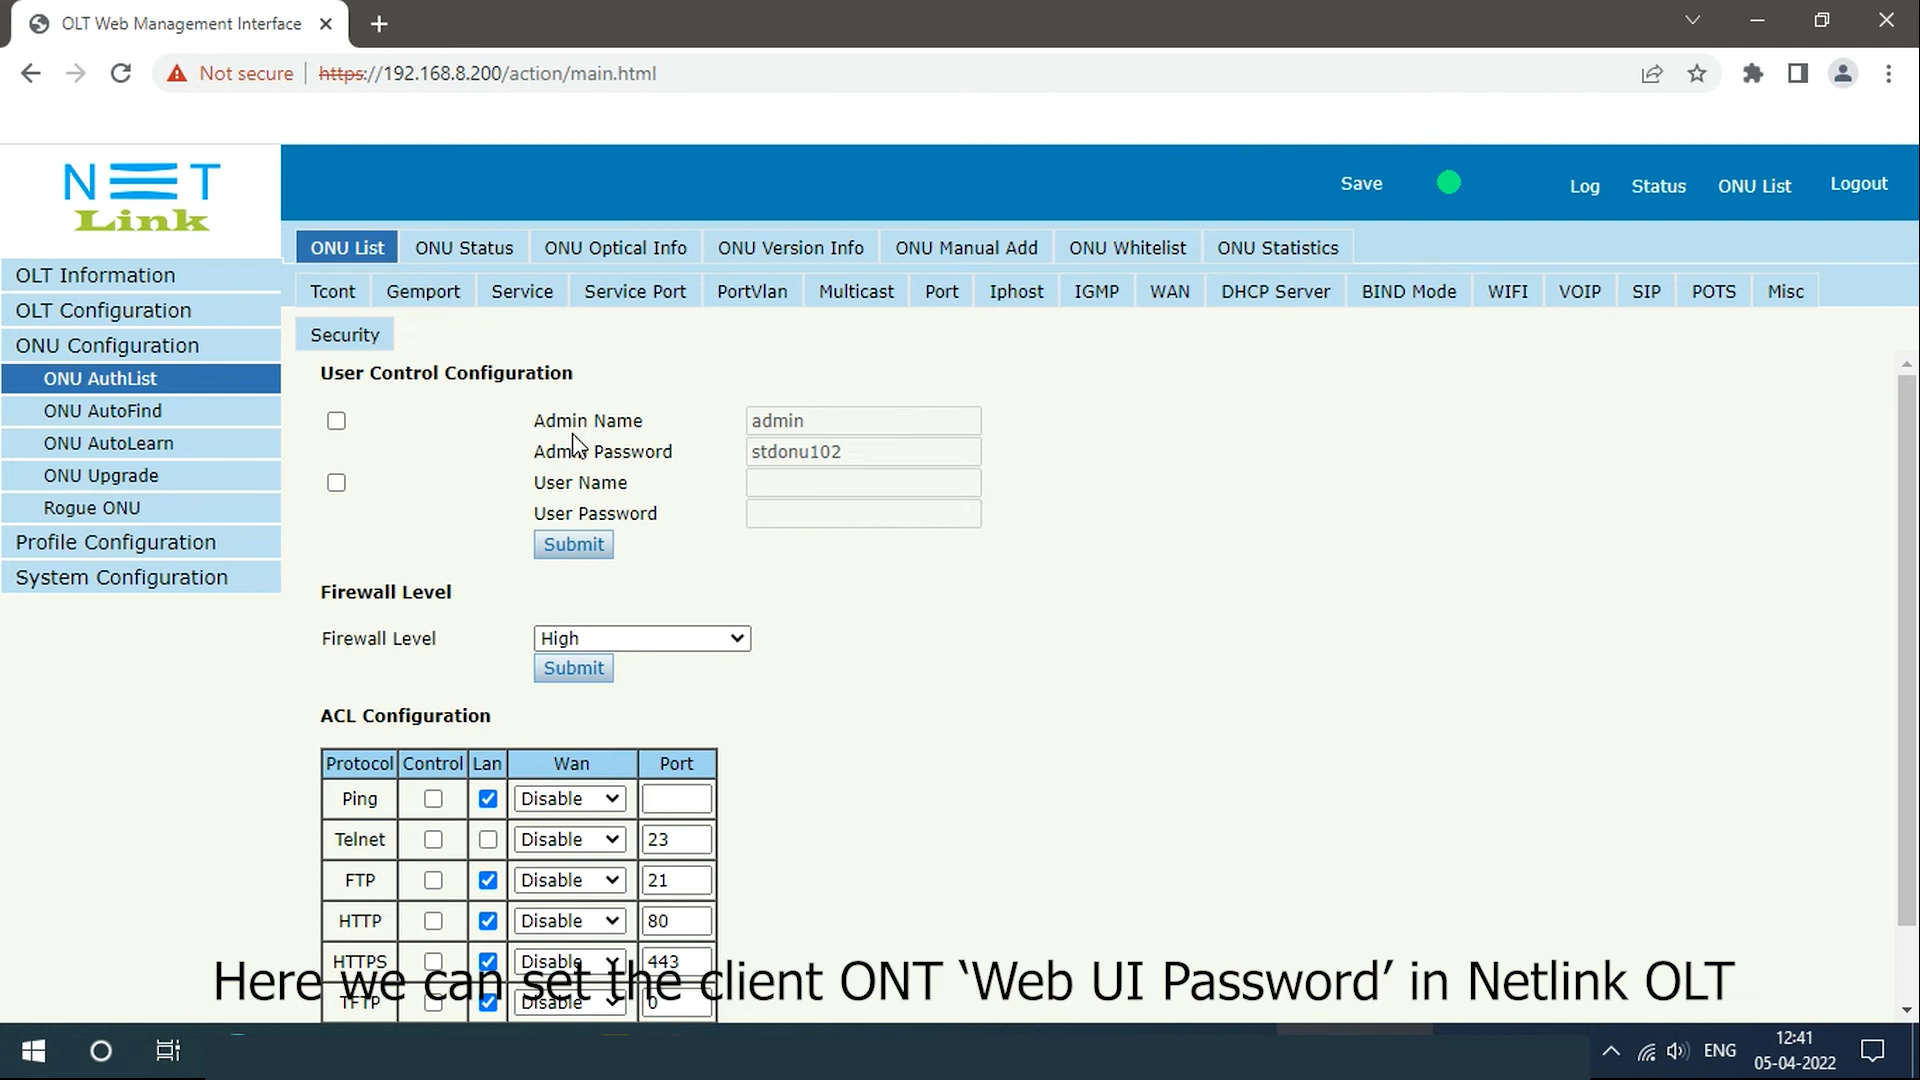 OLT Web Management Interface
Not secure https://192.168.8.200/action/main.html
NET
Link
Save Log Status ONU List Logout
ONU List ONU Status ONU Optical Info ONU Version Info ONU Manual Add ONU Whitelist ONU Statistics
Tcont Gemport Service Service Port PortVlan Multicast Port Iphost IGMP WAN DHCP Server BIND Mode WIFI VOIP SIP POTS Misc
Security
OLT Information
OLT Configuration
ONU Configuration
ONU AuthList
ONU AutoFind
ONU AutoLearn
ONU Upgrade
Rogue ONU
Profile Configuration
System Configuration
User Control Configuration
Admin Name admin
Admin Password stdonu102
User Name
User Password
Submit
Firewall Level
Firewall Level High
Submit
ACL Configuration
Protocol Control Lan Wan Port
Ping Disable
Telnet Disable 23
FTP Disable 21
HTTP Disable 80
HTTPS Disable 443
TFTP Disable 0
Here we can set the client ONT ‘Web UI Password’ in Netlink OLT
ENG
12:41
05-04-2022